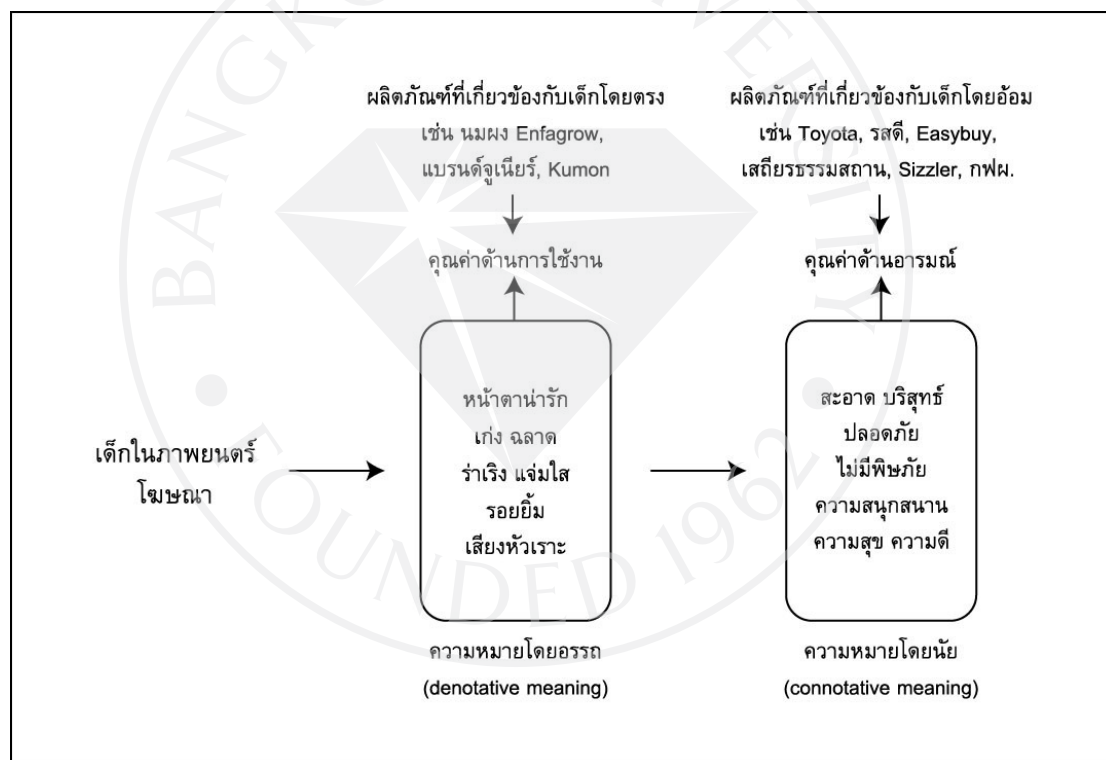 ผลิตภัณฑ์ที่เกี่ยวข้องกับเด็กโดยตรง
เช่น นมผง Enfagrow,
แบรนด์จูเนียร์, Kumon
ผลิตภัณฑ์ที่เกี่ยวข้องกับเด็กโดยอ้อม
เช่น Toyota, รสดี, Easybuy,
เสถียรธรรมสถาน, Sizzler, กฟผ.
คุณค่าด้านการใช้งาน
คุณค่าด้านอารมณ์
เด็กในภาพยนตร์
โฆษณา
หน้าตาน่ารัก
เก่ง ฉลาด
ร่าเริง แจ่มใส
รอยยิ้ม
เสียงหัวเราะ
สะอาด บริสุทธ์
ปลอดภัย
ไม่มีพิษภัย
ความสนุกสนาน
ความสุข ความดี
ความหมายโดยอรรถ
(denotative meaning)
ความหมายโดยนัย
(connotative meaning)
BANGKOK UNIVERSITY
FOUNDED 1962